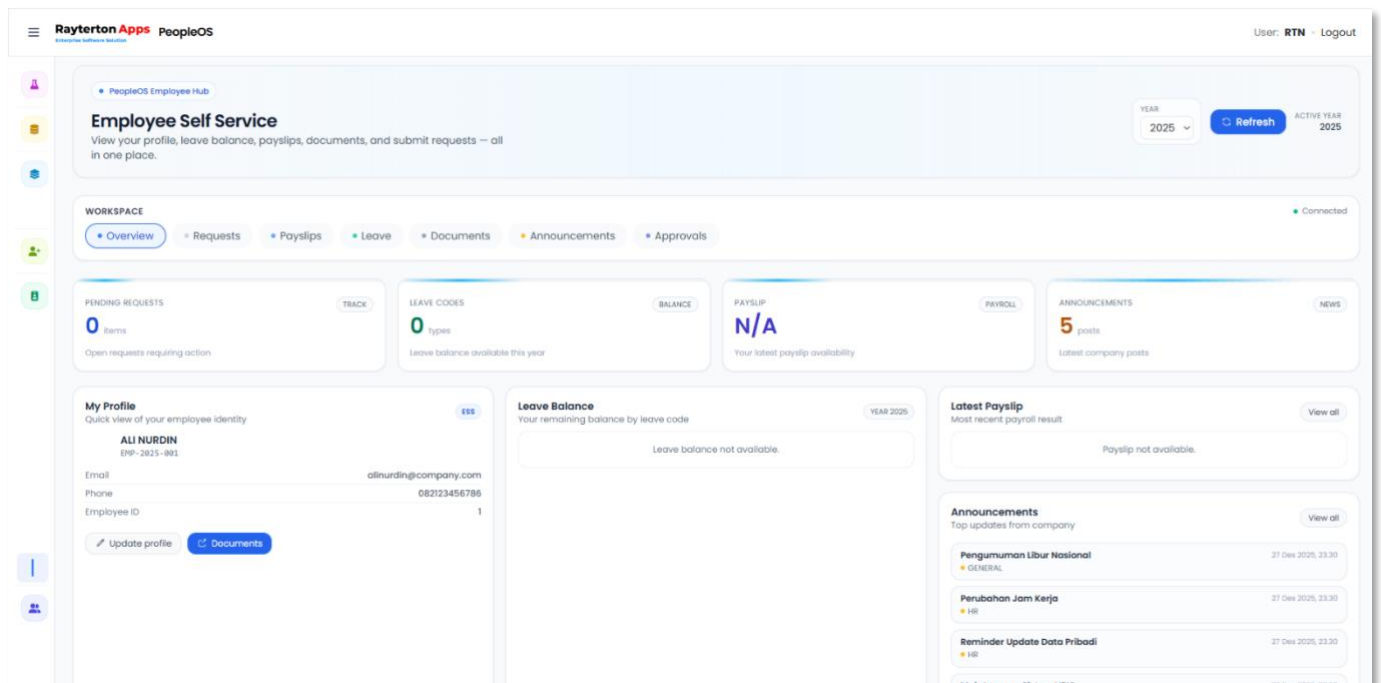 Rayterton Apps
Enterprise Software Solution
PeopleOS
User: RTN · Logout
PeopleOS Employee Hub
Employee Self Service
View your profile, leave balance, payslips, documents, and submit requests — all
in one place.
YEAR
2025
Refresh
ACTIVE YEAR
2025
WORKSPACE
Connected
Overview
Requests
Payslips
Leave
Documents
Announcements
Approvals
PENDING REQUESTS
TRACK
0 items
Open requests requiring action
LEAVE CODES
BALANCE
0 types
Leave balance available this year
PAYSLIP
PAYROLL
N/A
Your latest payslip availability
ANNOUNCEMENTS
NEWS
5 posts
Latest company posts
My Profile
Quick view of your employee identity
ESS
ALI NURDIN
EMP-2025-001
Email alinurdin@company.com
Phone 082123456786
Employee ID 1
Update profile
Documents
Leave Balance
Your remaining balance by leave code
YEAR 2025
Leave balance not available.
Latest Payslip
Most recent payroll result
View all
Payslip not available.
Announcements
Top updates from company
View all
Pengumuman Libur Nasional
27 Des 2025, 23.30
GENERAL
Perubahan Jam Kerja
27 Des 2025, 23.30
HR
Reminder Update Data Pribadi
27 Des 2025, 23.30
HR